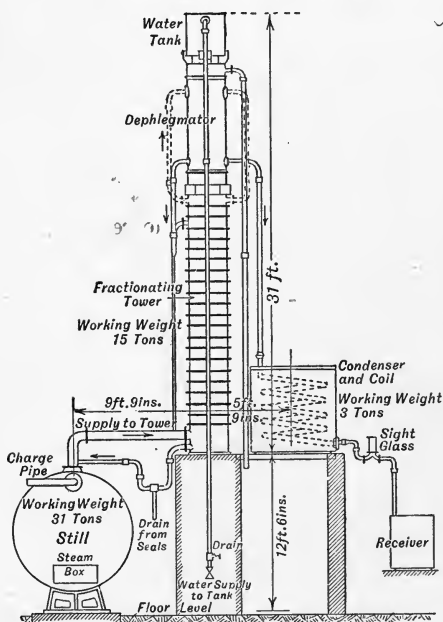 Water
Tank
Dephlegmator
31 ft.
Fractionating
Tower
Working Weight
15 Tons
Condenser
and Coil
Working Weight
3 Tons
9ft,9ins.
5ft.
9ins.
Supply to Tower
Sight
Glass
Charge
Pipe
Working Weight
31 Tons
Still
Steam
Box
Drain
from
Seals
12ft.6ins.
Drain
Receiver
Water Supply
to Tank
Floor Level